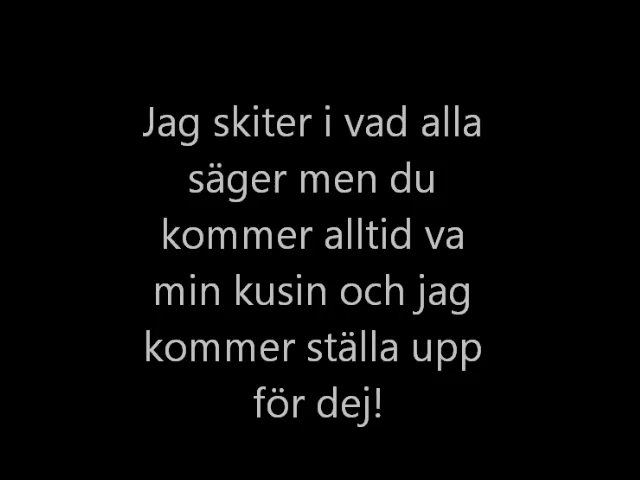 Jag skiter i vad alla
säger men du
kommer alltid va
min kusin och jag
kommer ställa upp
för dej!